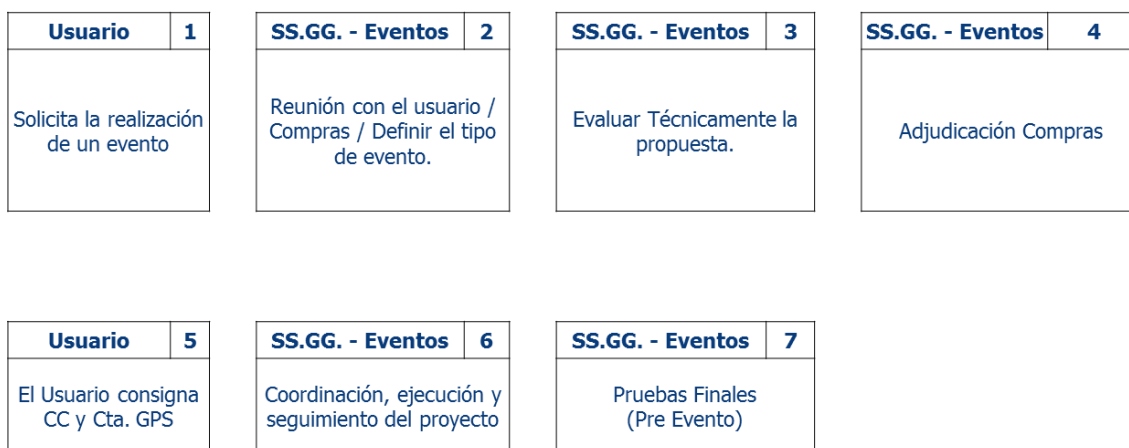 Usuario 1
Solicita la realización
de un evento
SS.GG. - Eventos 2
Reunión con el usuario /
Compras / Definir el tipo
de evento.
SS.GG. - Eventos 3
Evaluar Técnicamente la
propuesta.
SS.GG. - Eventos 4
Adjudicación Compras
Usuario 5
El Usuario consigna
CC y Cta. GPS
SS.GG. - Eventos 6
Coordinación, ejecución y
seguimiento del proyecto
SS.GG. - Eventos 7
Pruebas Finales
(Pre Evento)